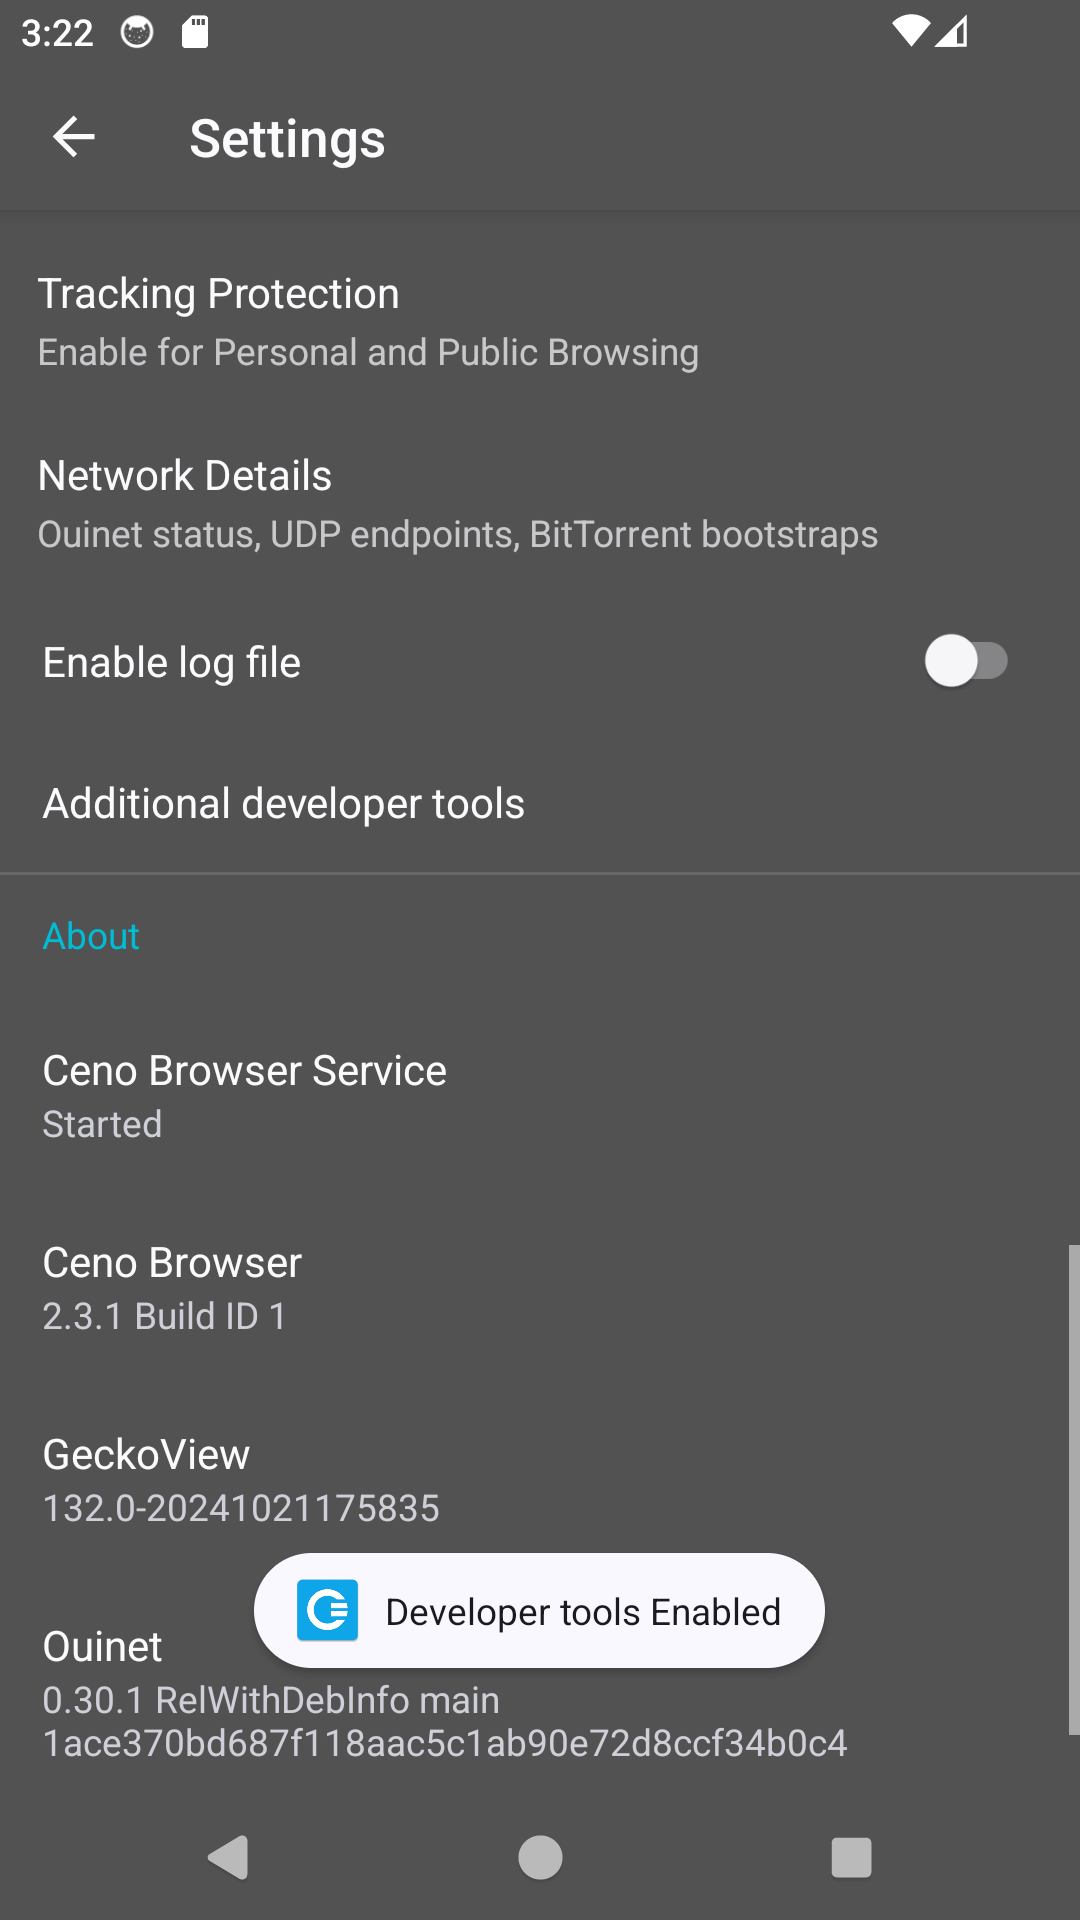 3:22
Settings
Tracking Protection
Enable for Personal and Public Browsing
Network Details
Ouinet status, UDP endpoints, BitTorrent bootstraps
Enable log file
Additional developer tools
About
Ceno Browser Service
Started
Ceno Browser
2.3.1 Build ID 1
GeckoView
132.0-20241021175835
Developer tools Enabled
Ouinet
0.30.1 RelWithDebInfo main
1ace370bd687f118aac5c1ab90e72d8ccf34b0c4